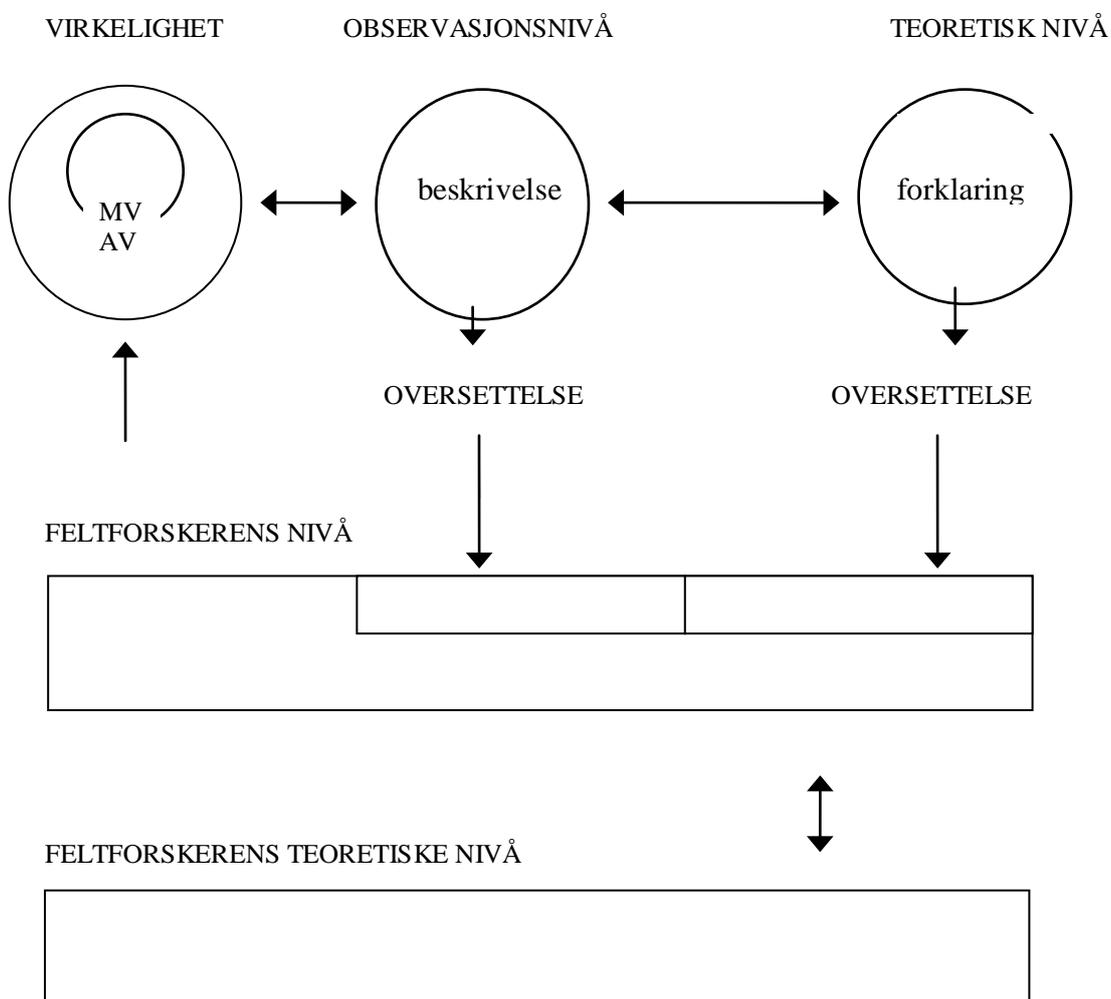 VIRKELIGHET OBSERVASJONSNIVÅ TEORETISK NIVÅ
beskrivelse forklaring
MV
AV
OVERSETTELSE OVERSETTELSE
FELTFORSKERENS NIVÅ
FELTFORSKERENS TEORETISKE NIVÅ